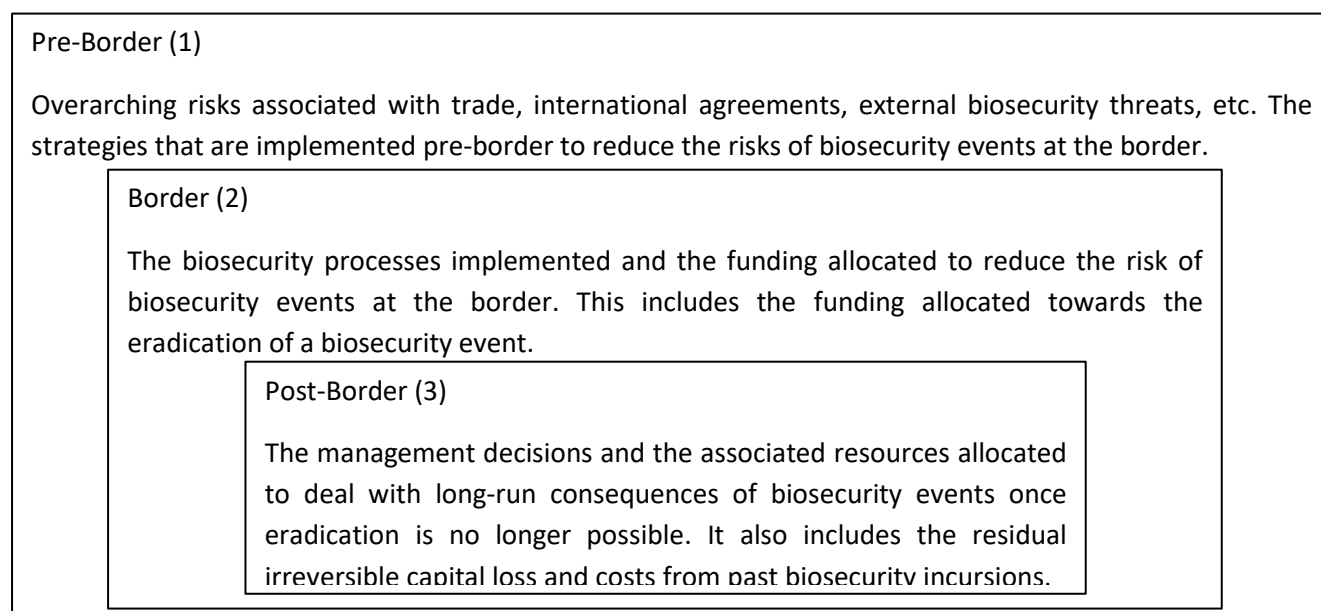 Pre-Border (1)
Overarching risks associated with trade, international agreements, external biosecurity threats, etc. The
strategies that are implemented pre-border to reduce the risks of biosecurity events at the border.
Border (2)
The biosecurity processes implemented and the funding allocated to reduce the risk of
biosecurity events at the border. This includes the funding allocated towards the
eradication of a biosecurity event.
Post-Border (3)
The management decisions and the associated resources allocated
to deal with long-run consequences of biosecurity events once
eradication is no longer possible. It also includes the residual
irreversible capital loss and costs from past biosecurity incursions.